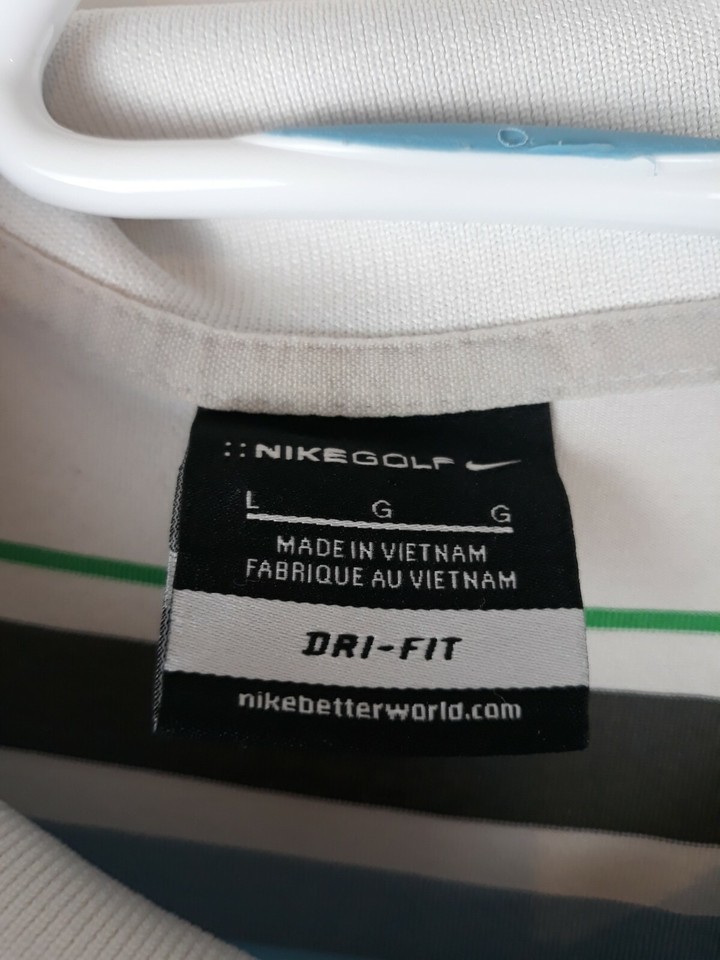 ::NIKEGOLF
L G G
MADE IN VIETNAM
FABRIQUE AU VIETNAM
DRI-FIT
nikebetterworld.com